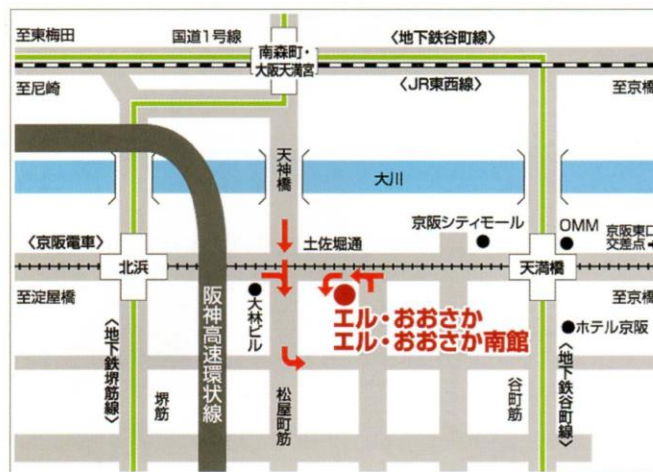 至東梅田
国道1号線
南森町・
大阪天満宮
〈地下鉄谷町線〉
至尼崎
〈JR東西線〉
至京橋
天神橋
大川
京阪シティモール
OMM
京阪東口
交差点
〈京阪電車〉
土佐堀通
北浜
天満橋
至淀屋橋
大林ビル
エル・おおさか
エル・おおさか南館
至京橋
ホテル京阪
〈地下鉄堺筋線〉
堺筋
阪神高速環状線
松屋町筋
谷町筋
〈地下鉄谷町線〉